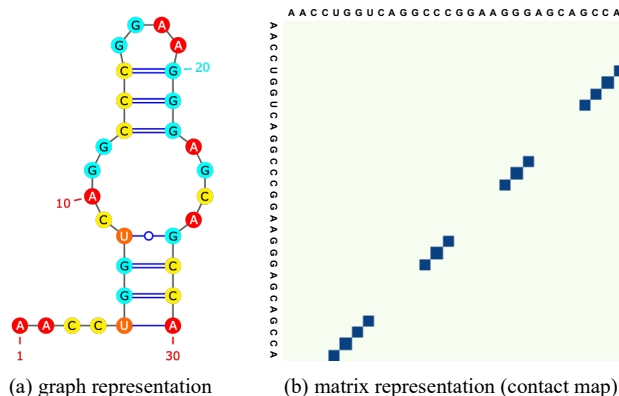 G A
G A
C G 20
C G
C G
G A
G G
10 A C
C A
U G
G C
G C
A A C C U A
1 30
(a) graph representation
A A C C U G G U C A G G C C C G G A A G G G A G C A G C C A
A A C C U G G U C A G G C C C G G A A G G G A G C A G C C A
(b) matrix representation (contact map)